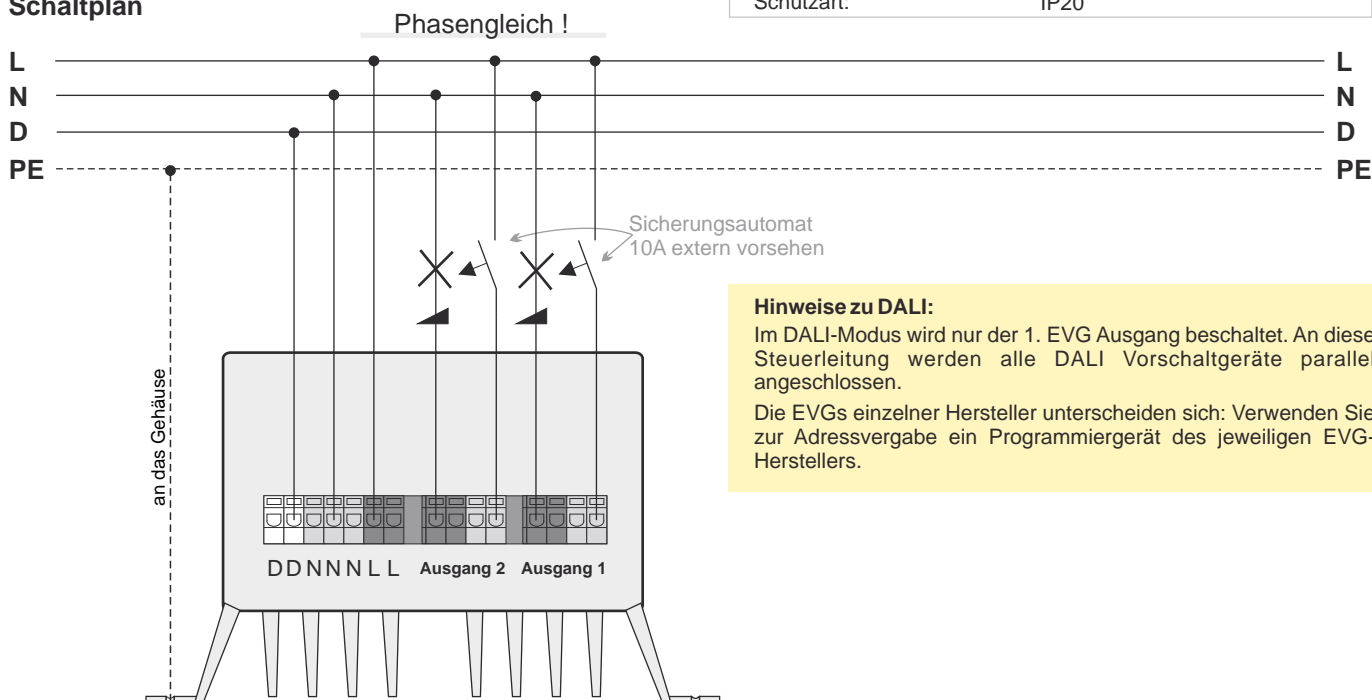 Schaltplan
Schutzart: IP20
Phasengleich !
L L
N N
D D
PE PE
Sicherungsautomat
10A extern vorsehen
Hinweise zu DALI:
Im DALI-Modus wird nur der 1. EVG Ausgang beschaltet. An diese
Steuerleitung werden alle DALI Vorschaltgeräte parallel
angeschlossen.
Die EVGs einzelner Hersteller unterscheiden sich: Verwenden Sie
zur Adressvergabe ein Programmiergerät des jeweiligen EVG-
Herstellers.
an das Gehäuse
D D N N N L L Ausgang 2 Ausgang 1